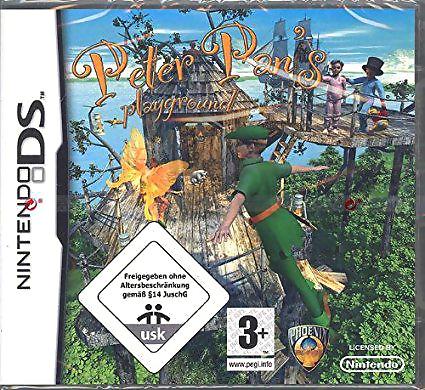 NINTENDO DS™
Peter Pan's
playground
Freigegeben ohne
Altersbeschränkung
gemäß §14 JuSchG
usk
3+
www.pegi.info
PHOENIX
LICENSED BY
Nintendo